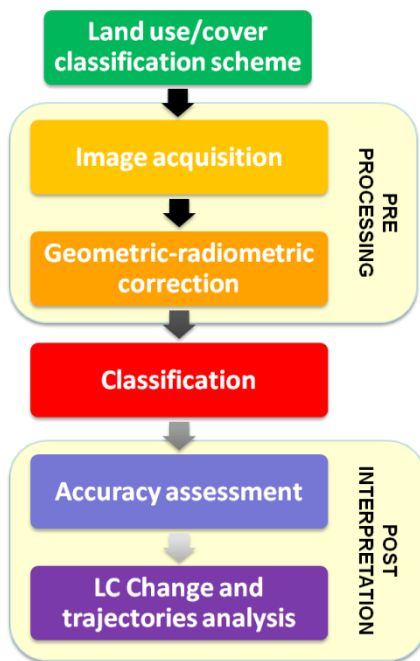 Land use/cover
classification scheme
Image acquisition
Geometric-radiometric
correction
PRE
PROCESSING
Classification
Accuracy assessment
LC Change and
trajectories analysis
POST
INTERPRETATION